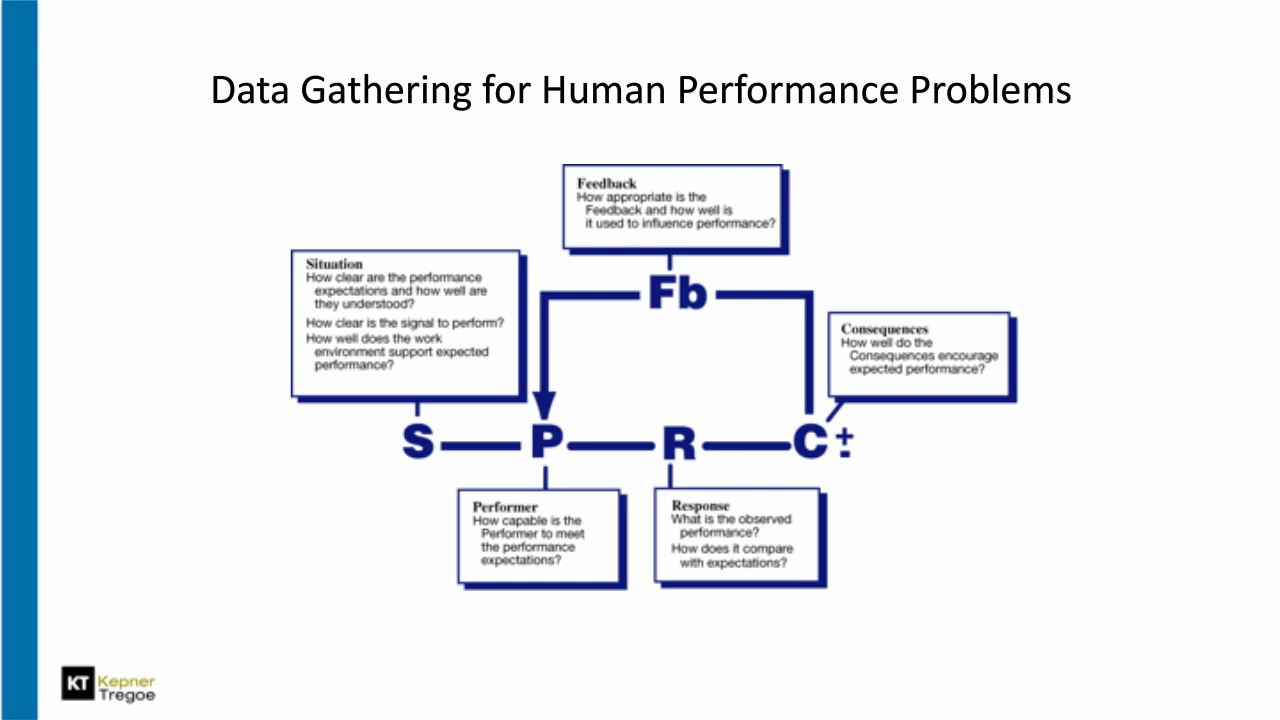 Data Gathering for Human Performance Problems
Feedback
How appropriate is the
Feedback and how well is
it used to influence performance?
Situation
How clear are the performance
expectations and how well are
they understood?
How clear is the signal to perform?
How well does the work
environment support expected
performance?
Fb
Consequences
How well do the
Consequences encourage
expected performance?
S P R C ±
Performer
How capable is the
Performer to meet
the performance
expectations?
Response
What is the observed
performance?
How does it compare
with expectations?
KT Kepner
Tregoe